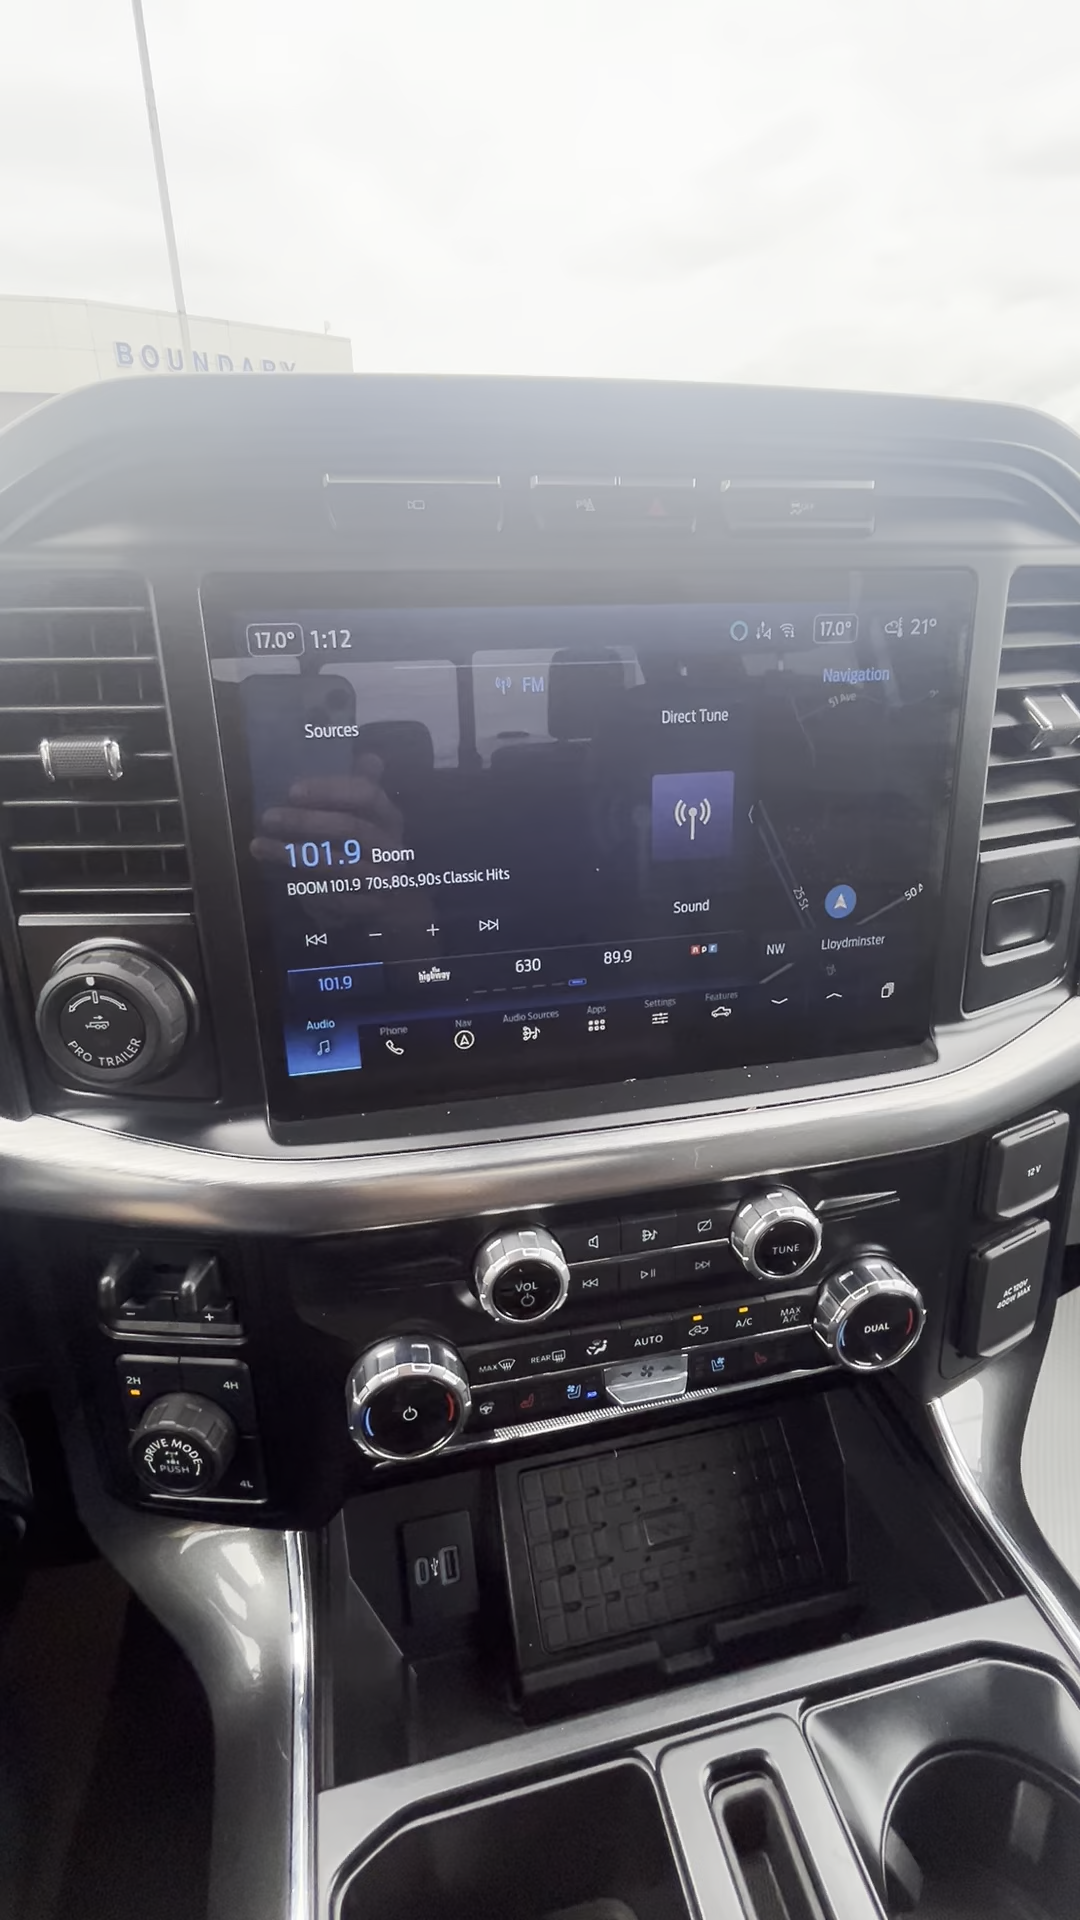 BOUNDARY
17.0° 1:12
17.0° 21°
FM
Navigation
51 Ave
Sources
Direct Tune
101.9 Boom
BOOM 101.9 70s,80s,90s Classic Hits
25 St
50 A
Sound
NW
Lloydminster
101.9
the highway
630
89.9
npr
Audio
Phone
Nav
Audio Sources
Apps
Settings
Features
PRO TRAILER
12V
AC 110V
400W MAX
VOL
TUNE
MAX
REAR
AUTO
A/C
MAX
A/C
DUAL
- +
2H
4H
4L
DRIVE MODE
PUSH